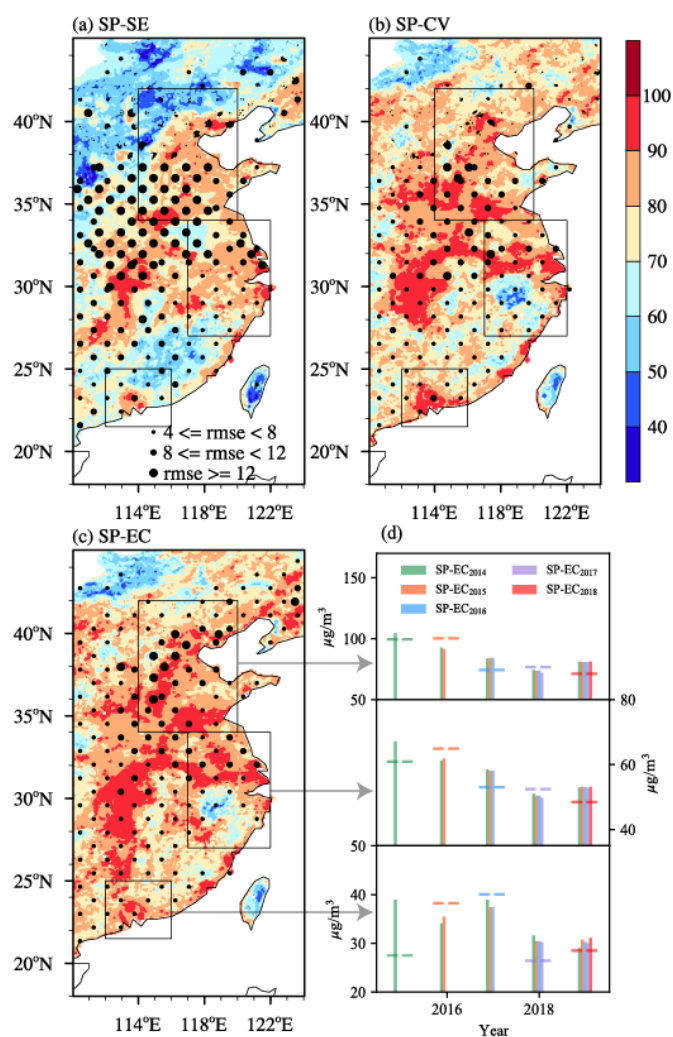 (a) SP-SE
(b) SP-CV
40°N
35°N
30°N
25°N
20°N
40°N
35°N
30°N
25°N
20°N
100
90
80
70
60
50
40
4 <= rmse < 8
8 <= rmse < 12
rmse >= 12
114°E 118°E 122°E
114°E 118°E 122°E
(c) SP-EC
(d)
40°N
35°N
30°N
25°N
20°N
114°E 118°E 122°E
SP-EC2014
SP-EC2015
SP-EC2016
SP-EC2017
SP-EC2018
µg/m3
150
100
50
80
60
40
µg/m3
50
40
30
20
µg/m3
2016 2018
Year